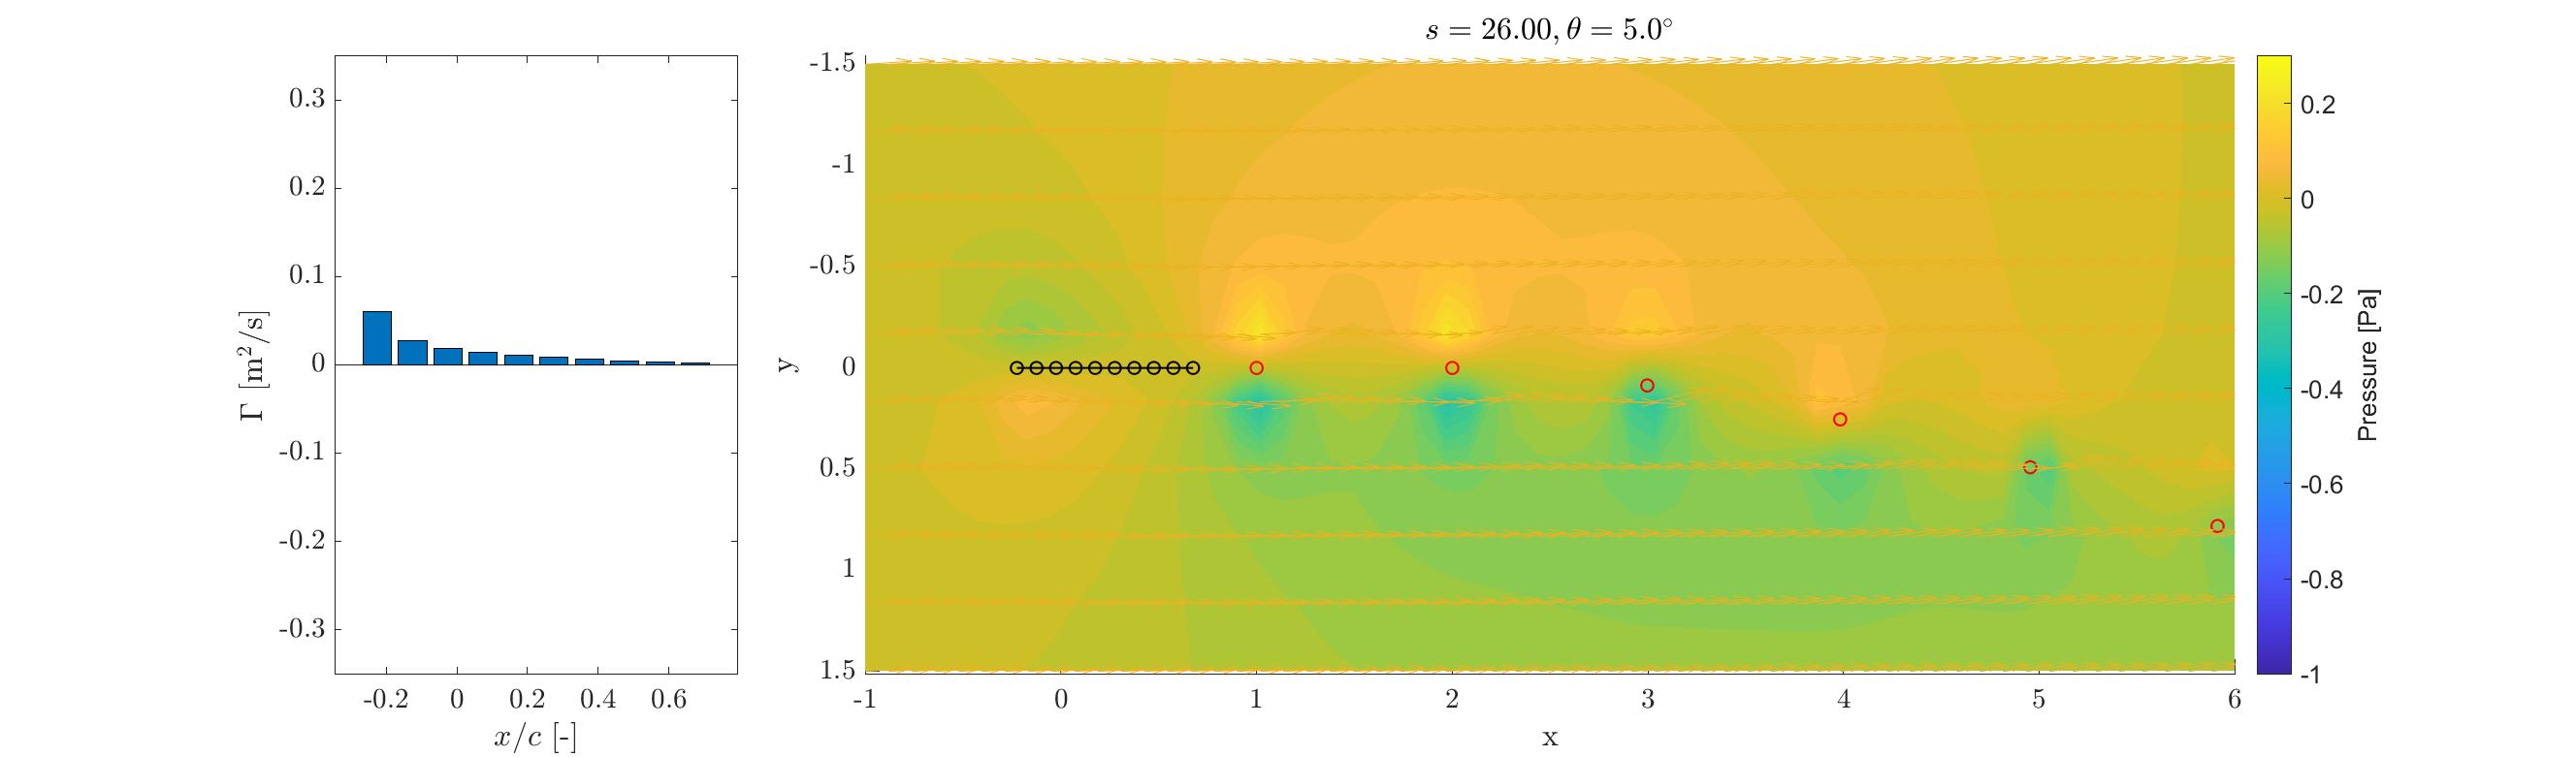 s = 26.00, θ = 5.0°
0.3
0.2
0.1
0
-0.1
-0.2
-0.3
Γ [m²/s]
-0.2 0 0.2 0.4 0.6
x/c [-]
-1.5
-1
-0.5
0
0.5
1
1.5
y
-1 0 1 2 3 4 5 6
x
0.2
0
-0.2
-0.4
-0.6
-0.8
-1
Pressure [Pa]